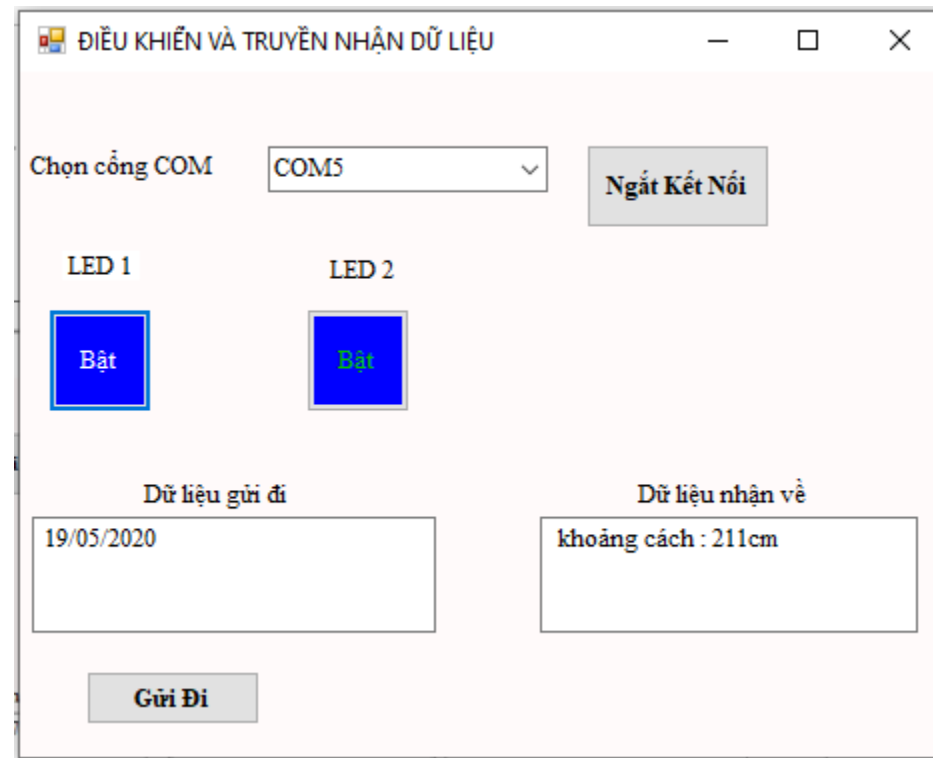 ĐIỀU KHIỂN VÀ TRUYỀN NHẬN DỮ LIỆU
Chọn cổng COM
COM5
Ngắt Kết Nối
LED 1
LED 2
Bật
Bật
Dữ liệu gửi đi
Dữ liệu nhận về
19/05/2020
khoảng cách : 211cm
Gửi Đi